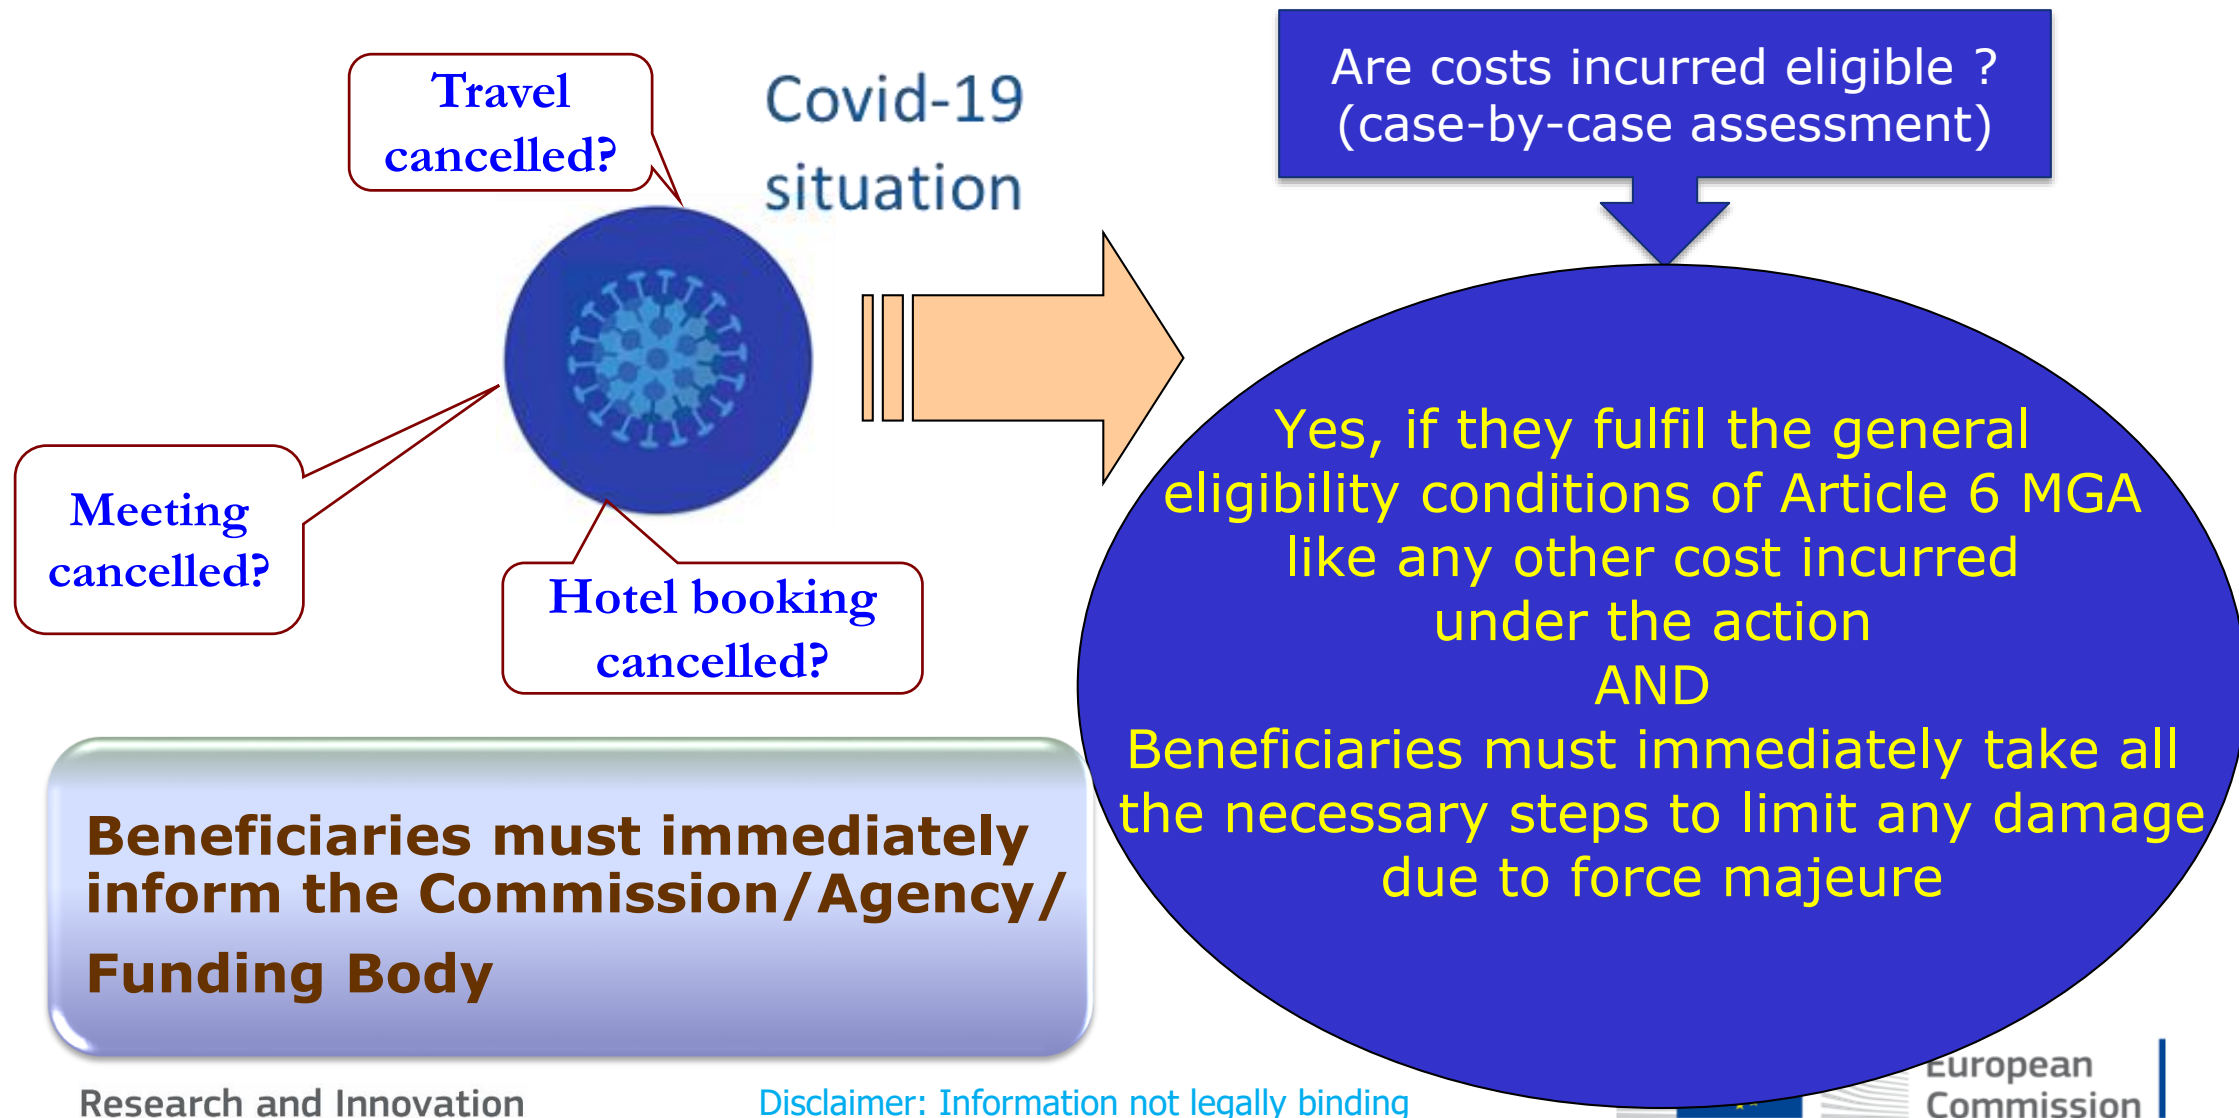 Travel
cancelled?
Covid-19
situation
Are costs incurred eligible ?
(case-by-case assessment)
Meeting
cancelled?
Hotel booking
cancelled?
Yes, if they fulfil the general
eligibility conditions of Article 6 MGA
like any other cost incurred
under the action
AND
Beneficiaries must immediately take all
the necessary steps to limit any damage
due to force majeure
Beneficiaries must immediately
inform the Commission/Agency/
Funding Body
Research and Innovation
Disclaimer: Information not legally binding
European
Commission